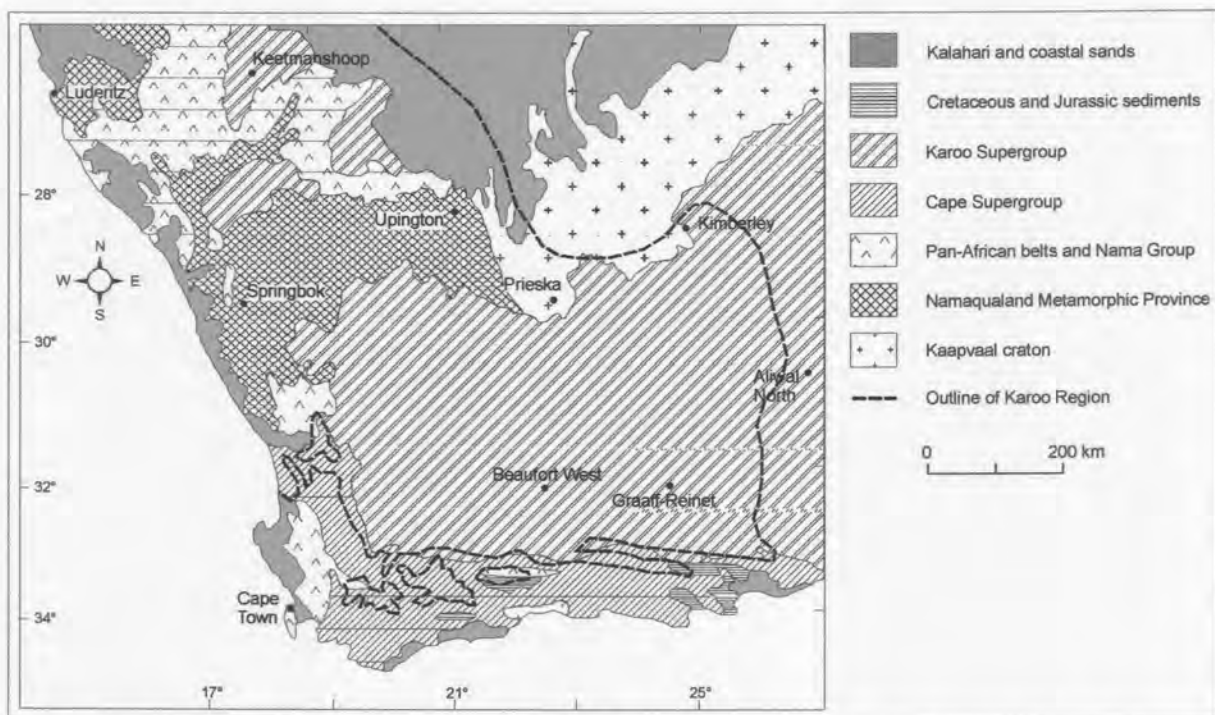 Keetmanshoop
Luderitz
28°
Upington
Kimberley
N
W E
S
Springbok
Prieska
30°
Aliwal
North
32°
Beaufort West
Graaff-Reinet
Cape
Town
34°
17° 21° 25°
Kalahari and coastal sands
Cretaceous and Jurassic sediments
Karoo Supergroup
Cape Supergroup
Pan-African belts and Nama Group
Namaqualand Metamorphic Province
Kaapvaal craton
Outline of Karoo Region
0 200 km